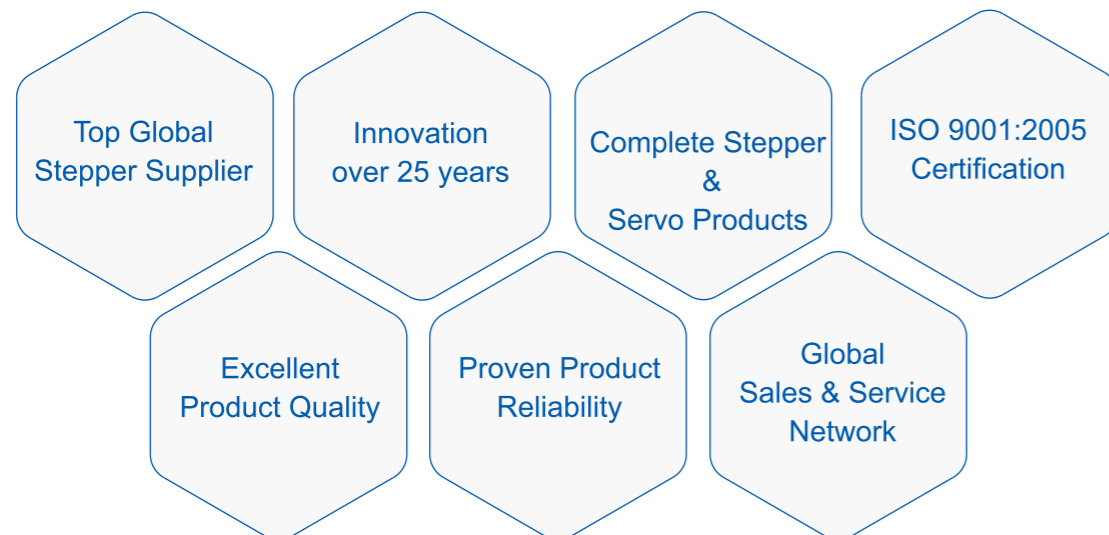 Top Global
Stepper Supplier
Innovation
over 25 years
Complete Stepper
&
Servo Products
ISO 9001:2005
Certification
Excellent
Product Quality
Proven Product
Reliability
Global
Sales & Service
Network